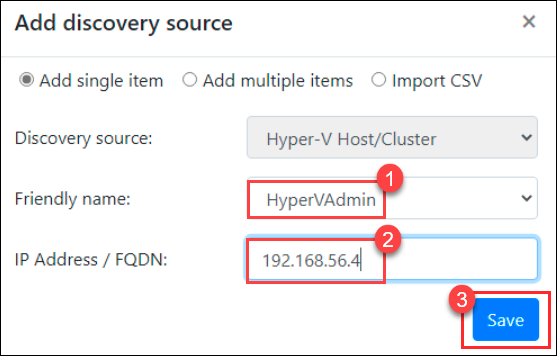 Add discovery source ×
Add single item Add multiple items Import CSV
Discovery source: Hyper-V Host/Cluster
1
Friendly name: HyperVAdmin
2
IP Address / FQDN: 192.168.56.4
3
Save